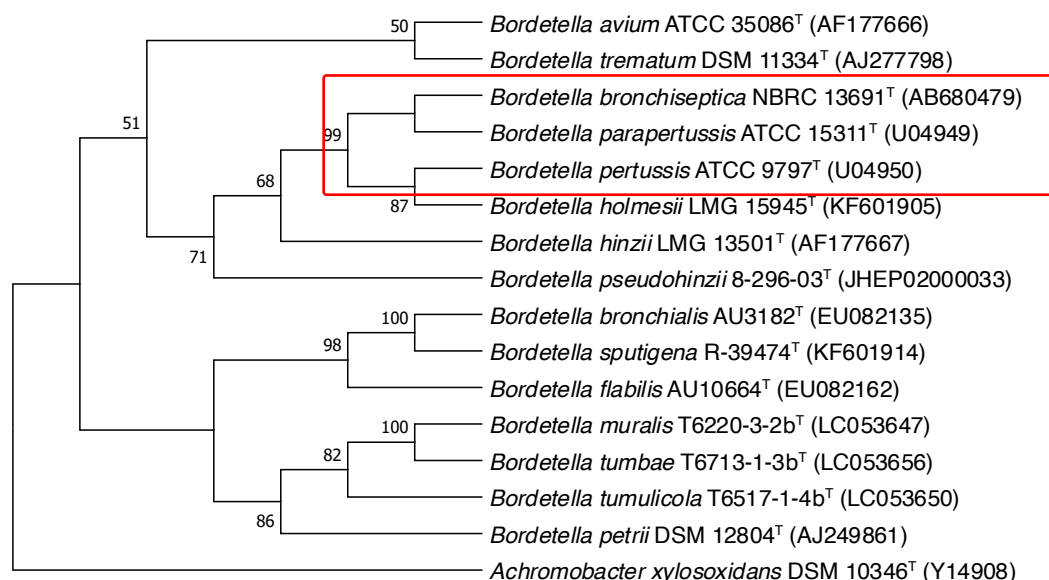 50
Bordetella avium ATCC 35086ᵀ (AF177666)
Bordetella trematum DSM 11334ᵀ (AJ277798)
Bordetella bronchiseptica NBRC 13691ᵀ (AB680479)
51
99
Bordetella parapertussis ATCC 15311ᵀ (U04949)
Bordetella pertussis ATCC 9797ᵀ (U04950)
68
87
Bordetella holmesii LMG 15945ᵀ (KF601905)
Bordetella hinzii LMG 13501ᵀ (AF177667)
71
Bordetella pseudohinzii 8-296-03ᵀ (JHEP02000033)
100
Bordetella bronchialis AU3182ᵀ (EU082135)
98
Bordetella sputigena R-39474ᵀ (KF601914)
Bordetella flabilis AU10664ᵀ (EU082162)
100
Bordetella muralis T6220-3-2bᵀ (LC053647)
82
Bordetella tumbae T6713-1-3bᵀ (LC053656)
Bordetella tumulicola T6517-1-4bᵀ (LC053650)
86
Bordetella petrii DSM 12804ᵀ (AJ249861)
Achromobacter xylosoxidans DSM 10346ᵀ (Y14908)